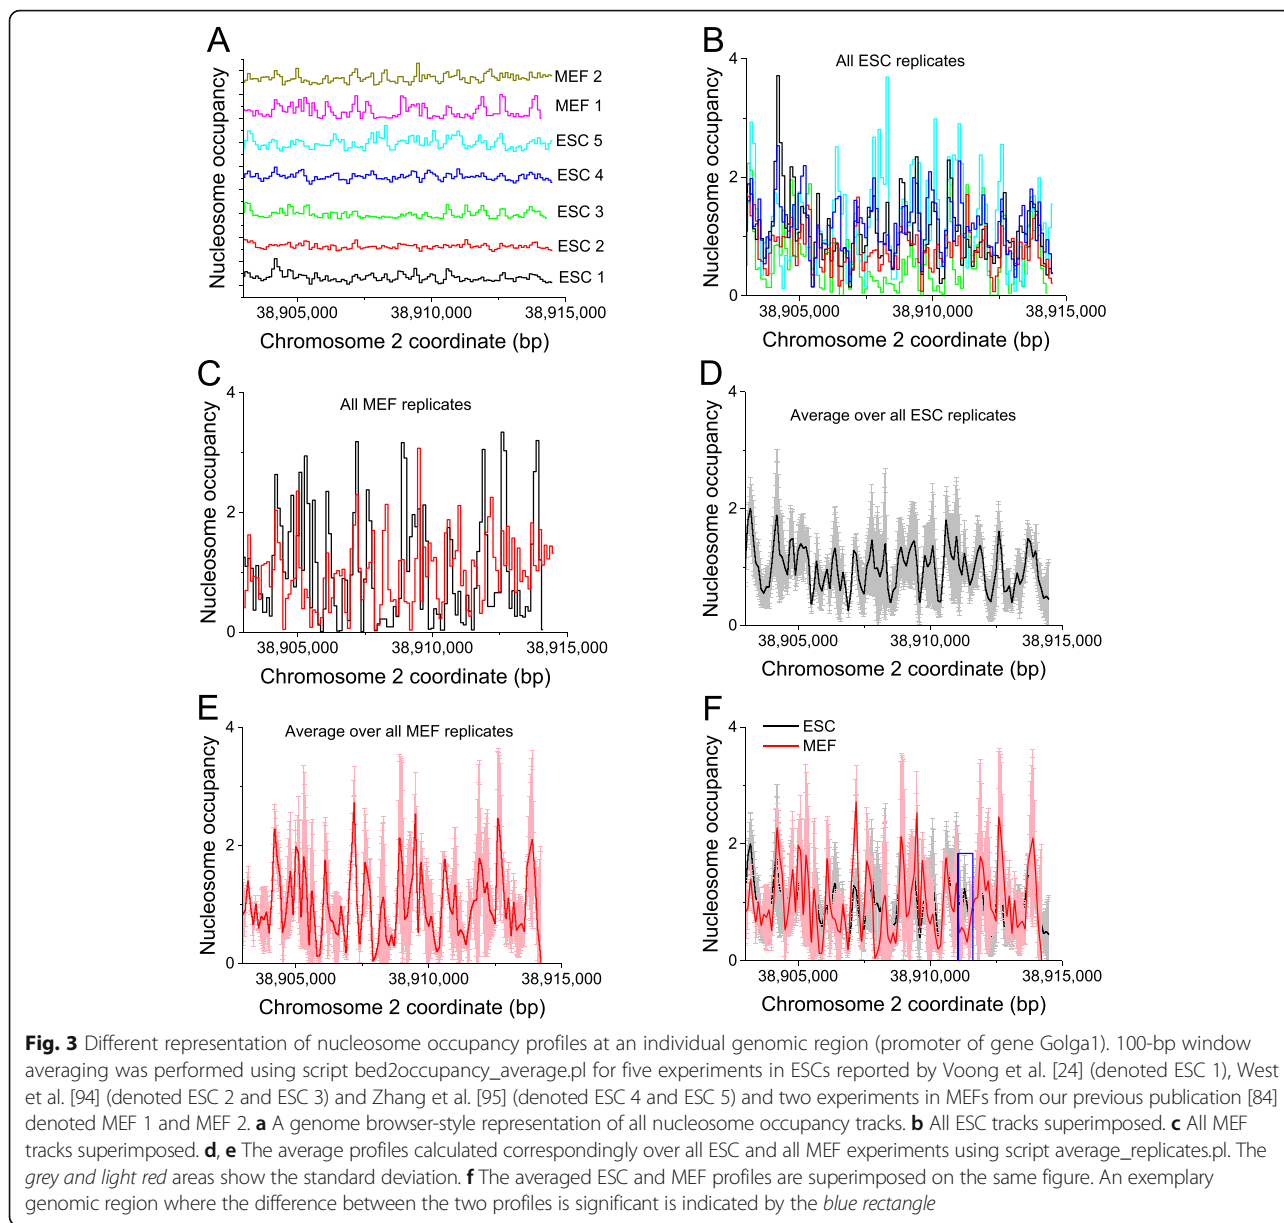 A
Nucleosome occupancy
MEF 2
MEF 1
ESC 5
ESC 4
ESC 3
ESC 2
ESC 1
38,905,000 38,910,000 38,915,000
Chromosome 2 coordinate (bp)
B
Nucleosome occupancy
All ESC replicates
4
2
0
38,905,000 38,910,000 38,915,000
Chromosome 2 coordinate (bp)
C
Nucleosome occupancy
All MEF replicates
4
2
0
38,905,000 38,910,000 38,915,000
Chromosome 2 coordinate (bp)
D
Nucleosome occupancy
Average over all ESC replicates
4
2
0
38,905,000 38,910,000 38,915,000
Chromosome 2 coordinate (bp)
E
Nucleosome occupancy
Average over all MEF replicates
4
2
0
38,905,000 38,910,000 38,915,000
Chromosome 2 coordinate (bp)
F
Nucleosome occupancy
ESC
MEF
4
2
0
38,905,000 38,910,000 38,915,000
Chromosome 2 coordinate (bp)
Fig. 3 Different representation of nucleosome occupancy profiles at an individual genomic region (promoter of gene Golga1). 100-bp window
averaging was performed using script bed2occupancy_average.pl for five experiments in ESCs reported by Voong et al. [24] (denoted ESC 1), West
et al. [94] (denoted ESC 2 and ESC 3) and Zhang et al. [95] (denoted ESC 4 and ESC 5) and two experiments in MEFs from our previous publication [84]
denoted MEF 1 and MEF 2. a A genome browser-style representation of all nucleosome occupancy tracks. b All ESC tracks superimposed. c All MEF
tracks superimposed. d, e The average profiles calculated correspondingly over all ESC and all MEF experiments using script average_replicates.pl. The
grey and light red areas show the standard deviation. f The averaged ESC and MEF profiles are superimposed on the same figure. An exemplary
genomic region where the difference between the two profiles is significant is indicated by the blue rectangle